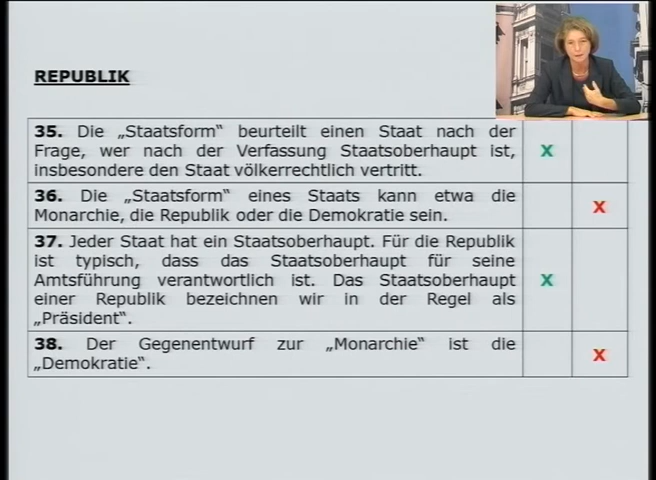 REPUBLIK
35. Die „Staatsform“ beurteilt einen Staat nach der
Frage, wer nach der Verfassung Staatsoberhaupt ist,
insbesondere den Staat völkerrechtlich vertritt.
X
36. Die „Staatsform“ eines Staats kann etwa die
Monarchie, die Republik oder die Demokratie sein.
X
37. Jeder Staat hat ein Staatsoberhaupt. Für die Republik
ist typisch, dass das Staatsoberhaupt für seine
Amtsführung verantwortlich ist. Das Staatsoberhaupt
einer Republik bezeichnen wir in der Regel als
„Präsident“.
X
38. Der Gegenentwurf zur „Monarchie“ ist die
„Demokratie“.
X